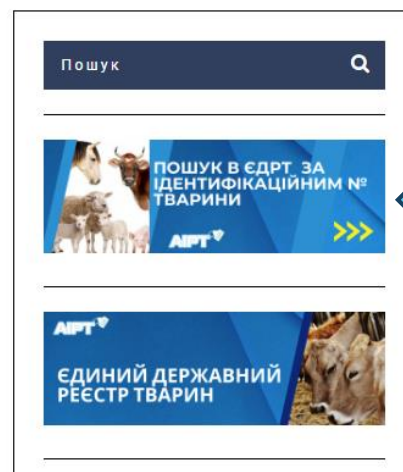 Пошук
ПОШУК В ЄДРТ ЗА
ІДЕНТИФІКАЦІЙНИМ №
ТВАРИНИ
АІРТ
>>>
АІРТ
ЄДИНИЙ ДЕРЖАВНИЙ
РЕЄСТР ТВАРИН